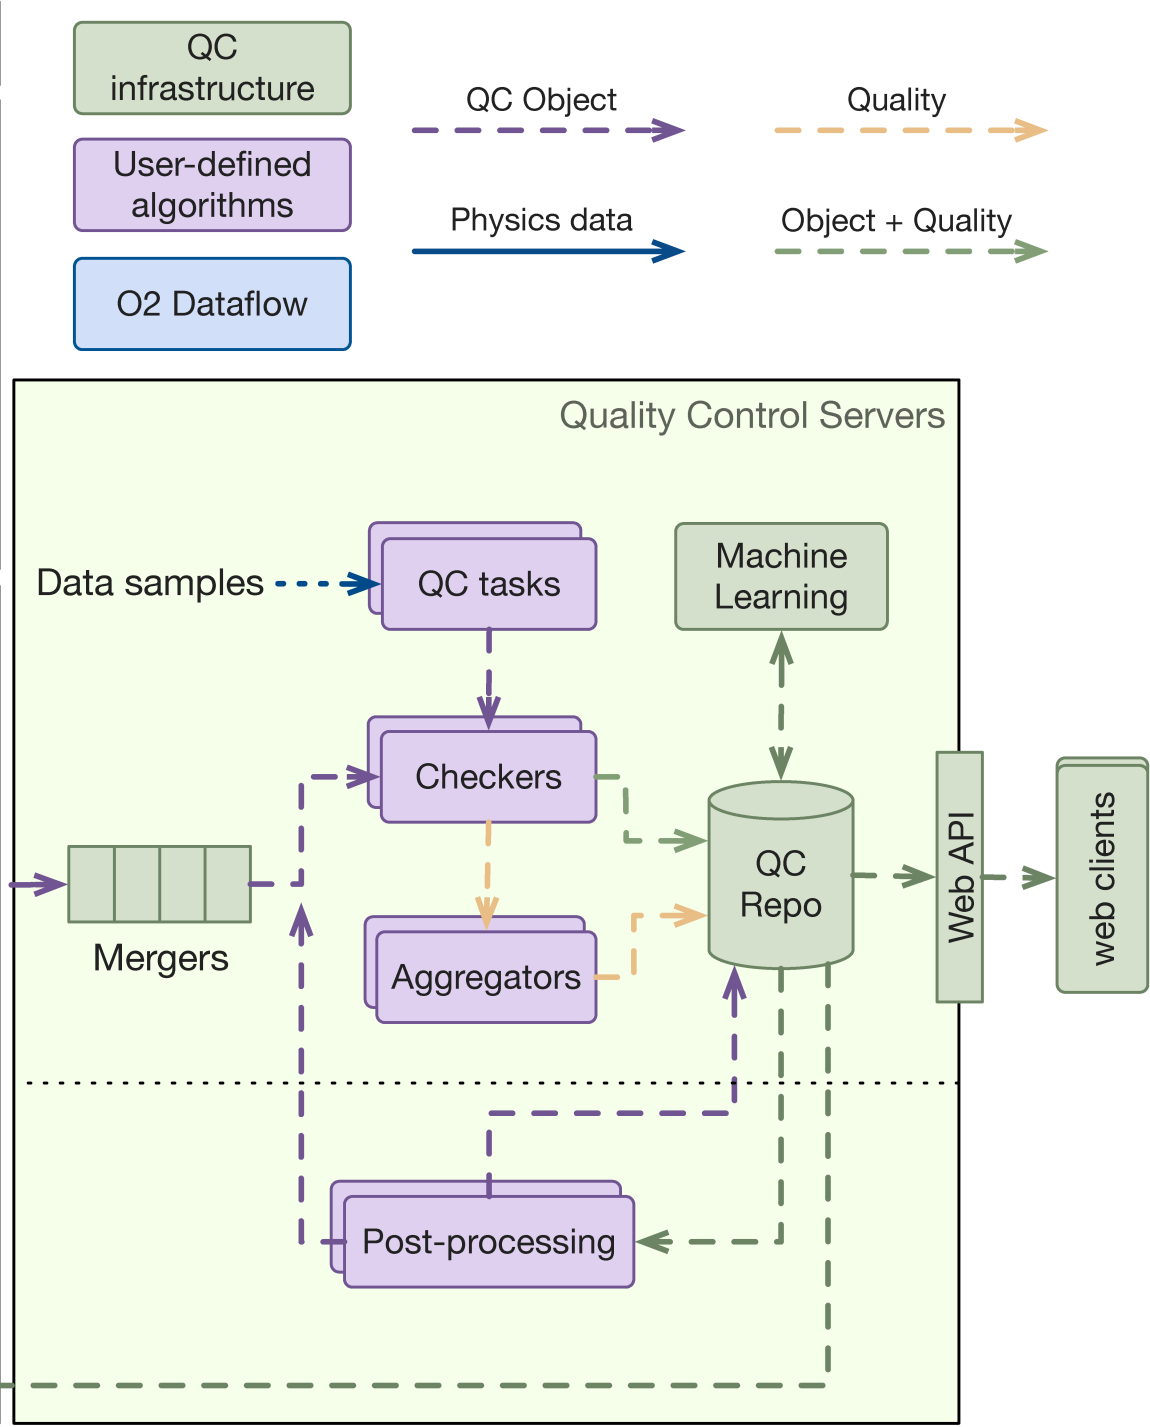 QC
infrastructure
User-defined
algorithms
O2 Dataflow
QC Object
Quality
Physics data
Object + Quality
Quality Control Servers
Data samples
QC tasks
Machine
Learning
Checkers
QC
Repo
Web API
web clients
Mergers
Aggregators
Post-processing